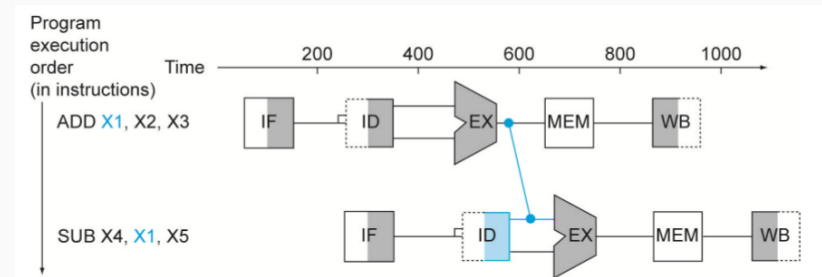 Program
execution
order
(in instructions)
Time
200 400 600 800 1000
ADD X1, X2, X3
IF ID EX MEM WB
SUB X4, X1, X5
IF ID EX MEM WB